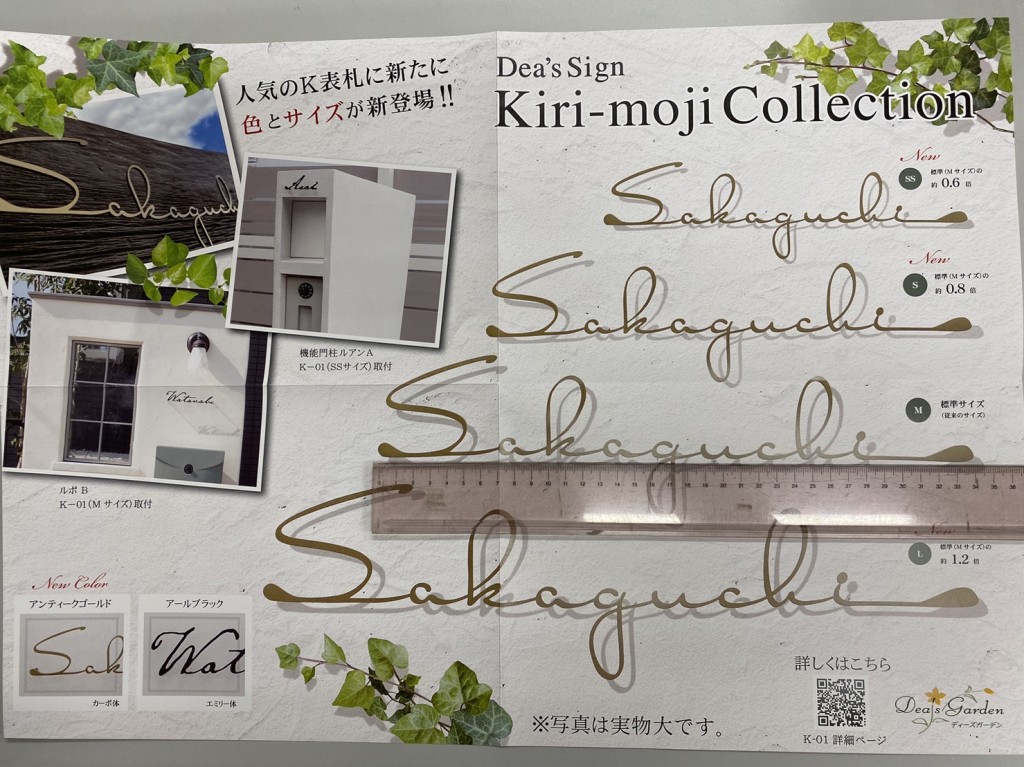 人気のK表札に新たに
色とサイズが新登場!!
Dea's Sign
Kiri-moji Collection
Sakaguchi
Asahi
機能門柱 ルアン A
K-01(SSサイズ)取付
Watanabe
ルポ B
K-01(Mサイズ)取付
New
SS
標準(Mサイズ)の
約 0.6 倍
Sakaguchi
New
S
標準(Mサイズ)の
約 0.8 倍
Sakaguchi
M
標準サイズ
(従来のサイズ)
Sakaguchi
New
L
標準(Mサイズ)の
約 1.2 倍
Sakaguchi
New Color
アンティークゴールド
アールブラック
Sak
Wat
カーボ体
エミリー体
※写真は実物大です。
詳しくはこちら
K-01 詳細ページ
Dea's Garden
ディーズガーデン